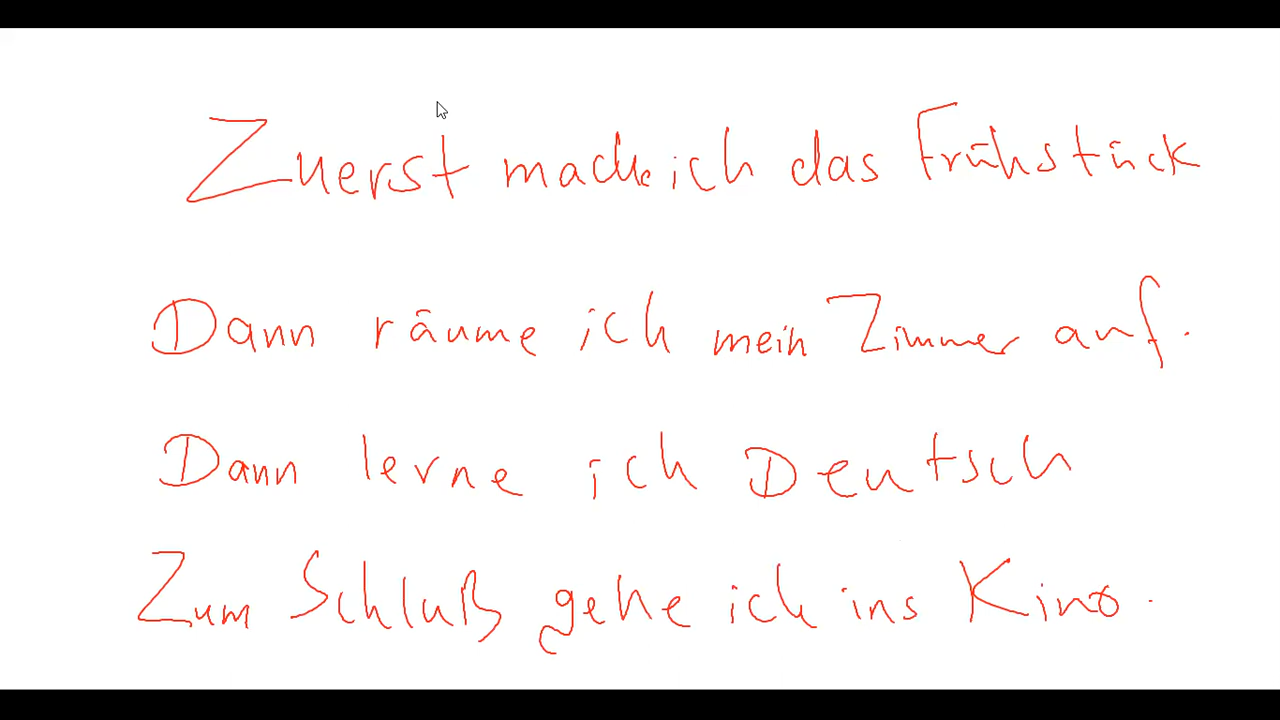 Zuerst mache ich das Frühstück
Dann räume ich mein Zimmer auf.
Dann lerne ich Deutsch
Zum Schluß gehe ich ins Kino.